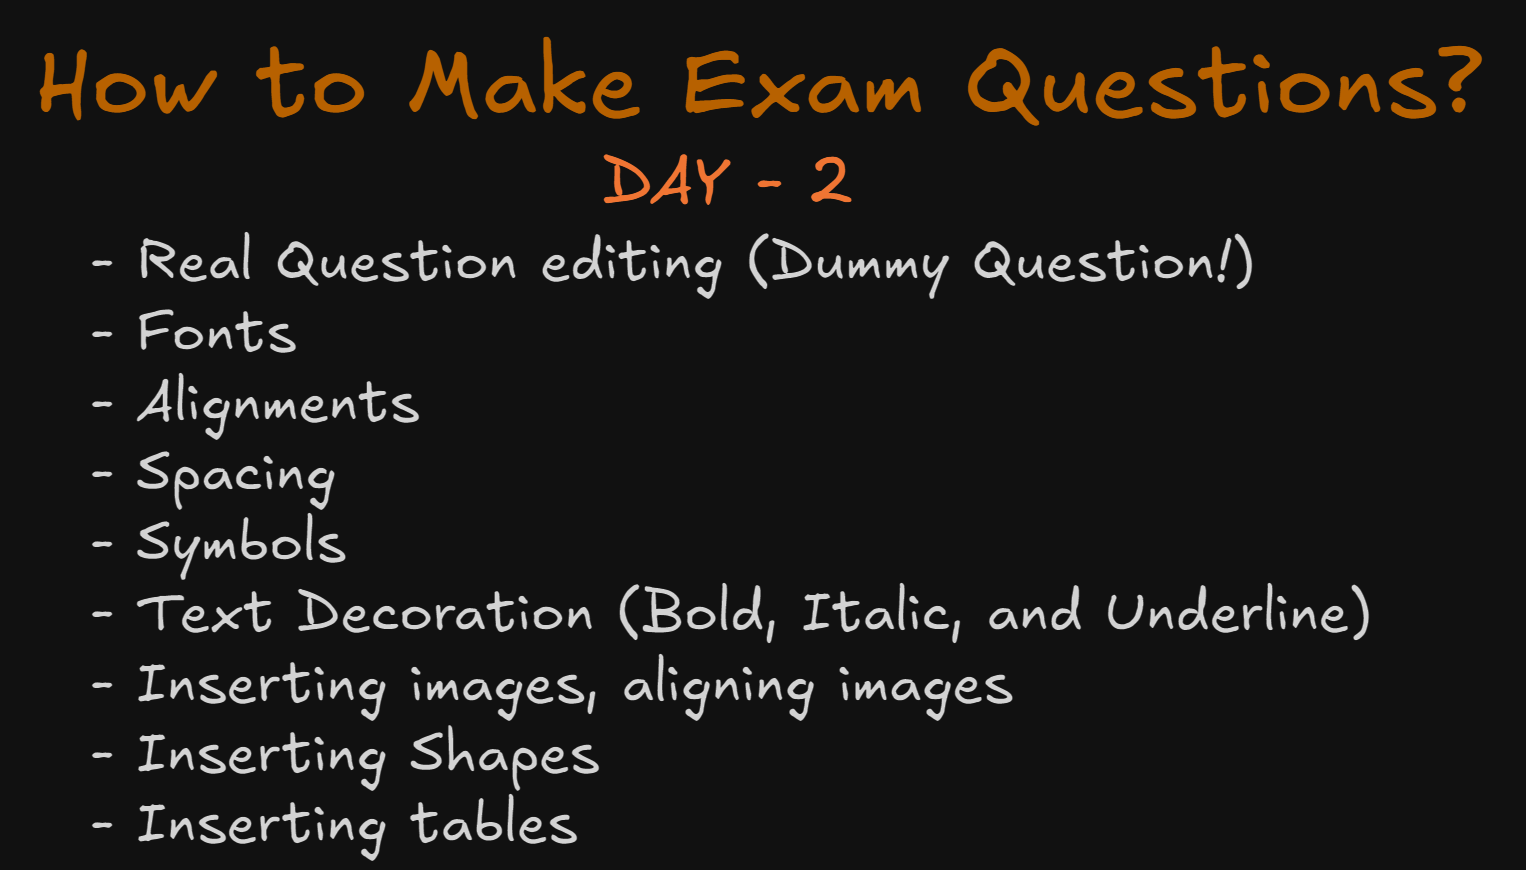 How to Make Exam Questions?
DAY - 2
- Real Question editing (Dummy Question!)
- Fonts
- Alignments
- Spacing
- Symbols
- Text Decoration (Bold, Italic, and Underline)
- Inserting images, aligning images
- Inserting Shapes
- Inserting tables